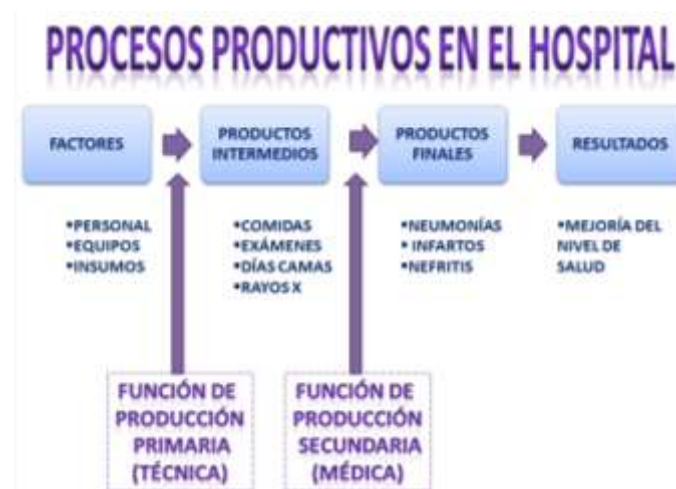 PROCESOS PRODUCTIVOS EN EL HOSPITAL
FACTORES
PRODUCTOS
INTERMEDIOS
PRODUCTOS
FINALES
RESULTADOS
•PERSONAL
•EQUIPOS
•INSUMOS
•COMIDAS
•EXÁMENES
•DÍAS CAMAS
•RAYOS X
•NEUMONÍAS
• INFARTOS
•NEFRITIS
•MEJORÍA DEL
NIVEL DE
SALUD
FUNCIÓN DE
PRODUCCIÓN
PRIMARIA
(TÉCNICA)
FUNCIÓN DE
PRODUCCIÓN
SECUNDARIA
(MÉDICA)